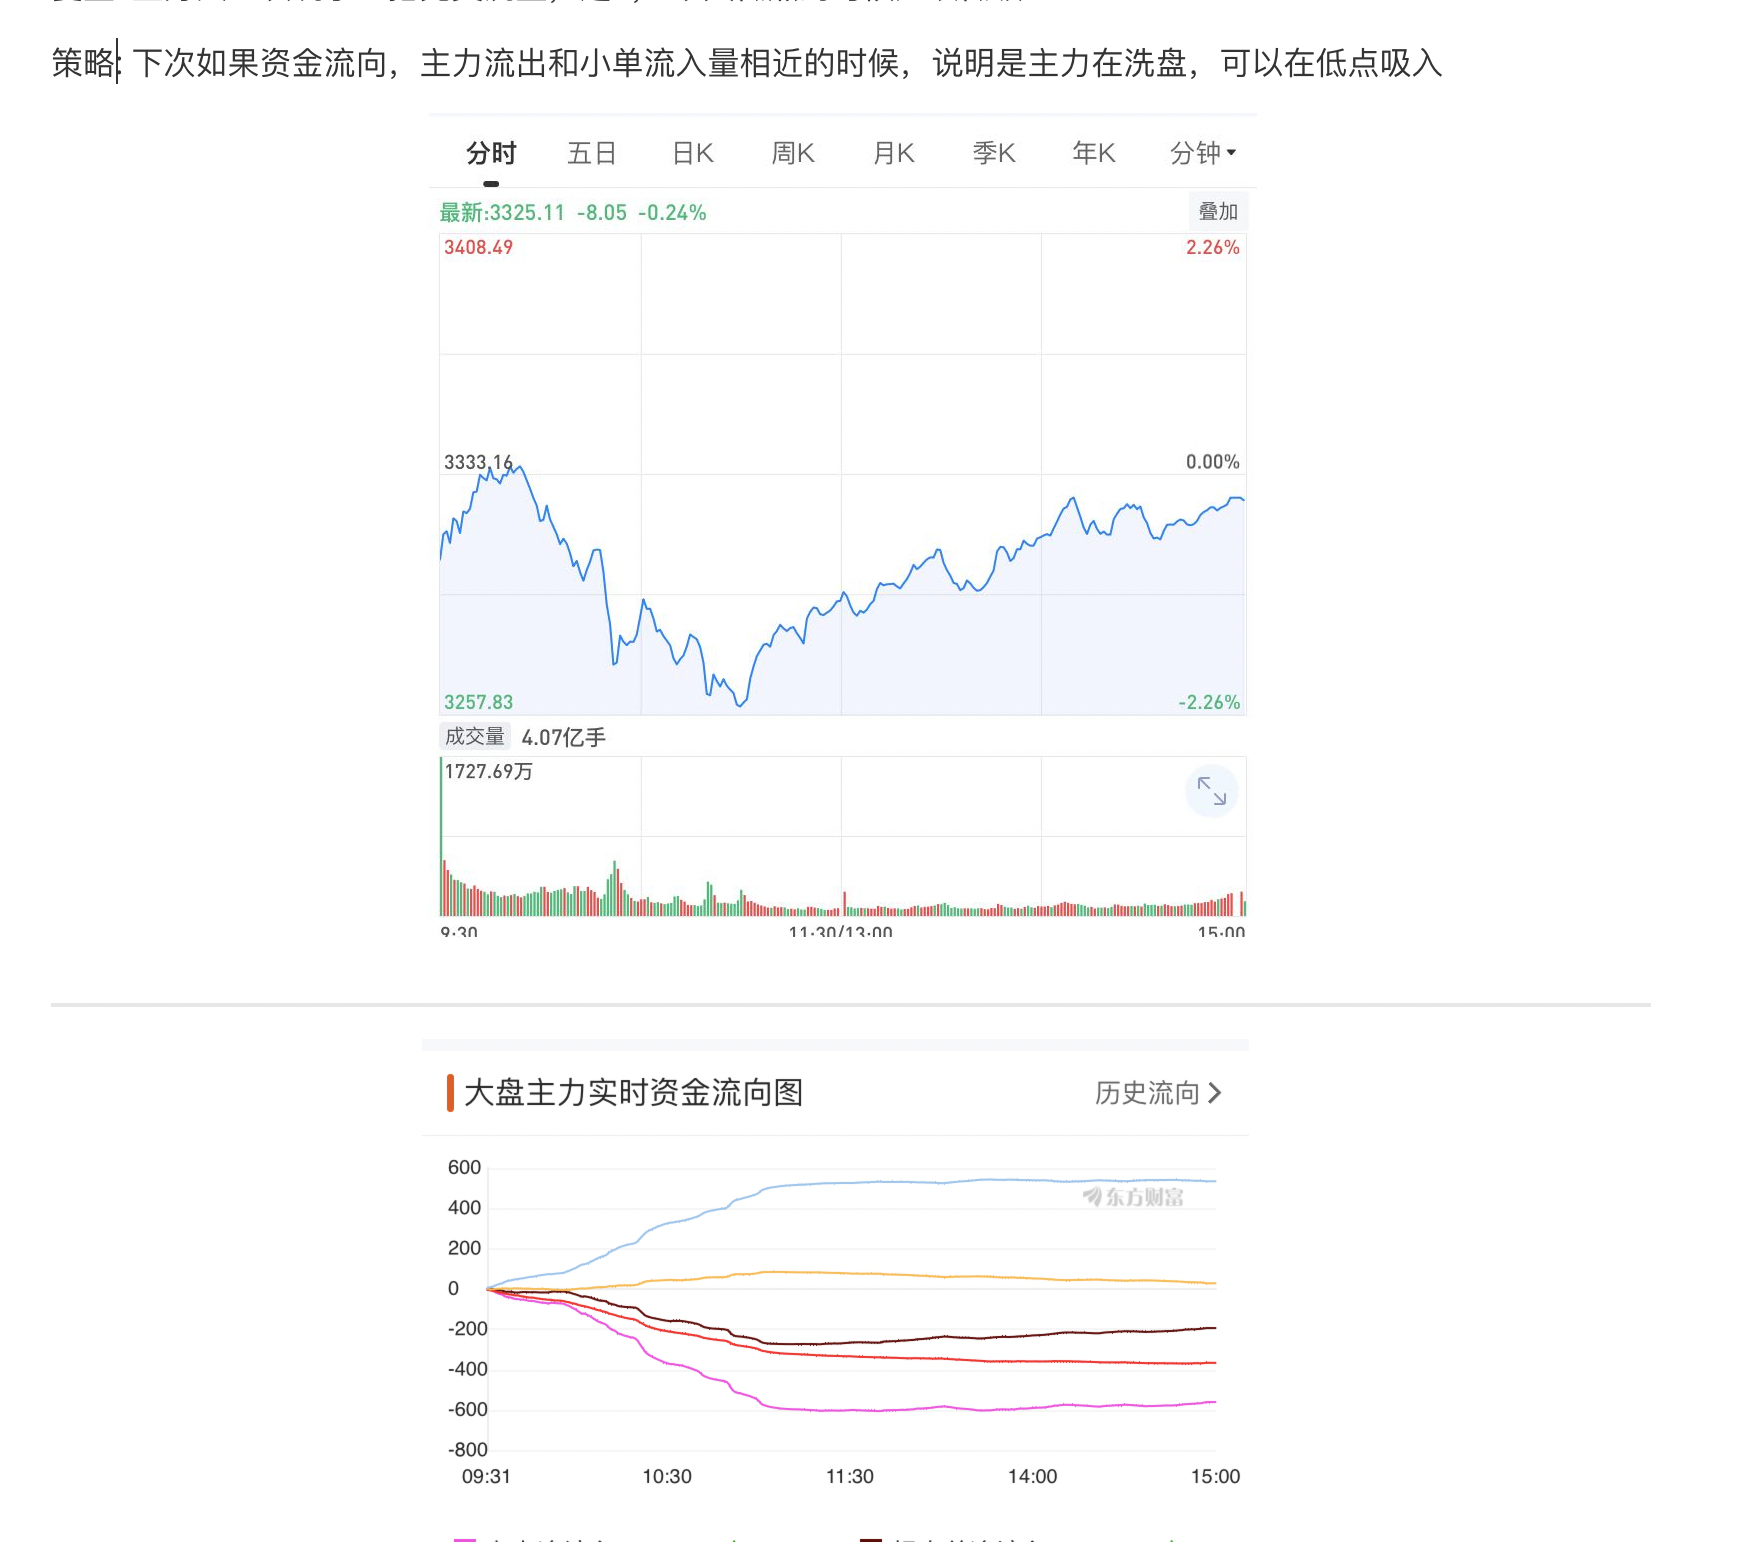 策略: 下次如果资金流向，主力流出和小单流入量相近的时候，说明是主力在洗盘，可以在低点吸入
分时 五日 日K 周K 月K 季K 年K 分钟
最新:3325.11 -8.05 -0.24% 叠加
3408.49 2.26%
3333.16 0.00%
3257.83 -2.26%
成交量 4.07亿手
1727.69万
9:30 11:30/13:00 15:00
大盘主力实时资金流向图 历史流向
600
东方财富
400
200
0
-200
-400
-600
-800
09:31 10:30 11:30 14:00 15:00